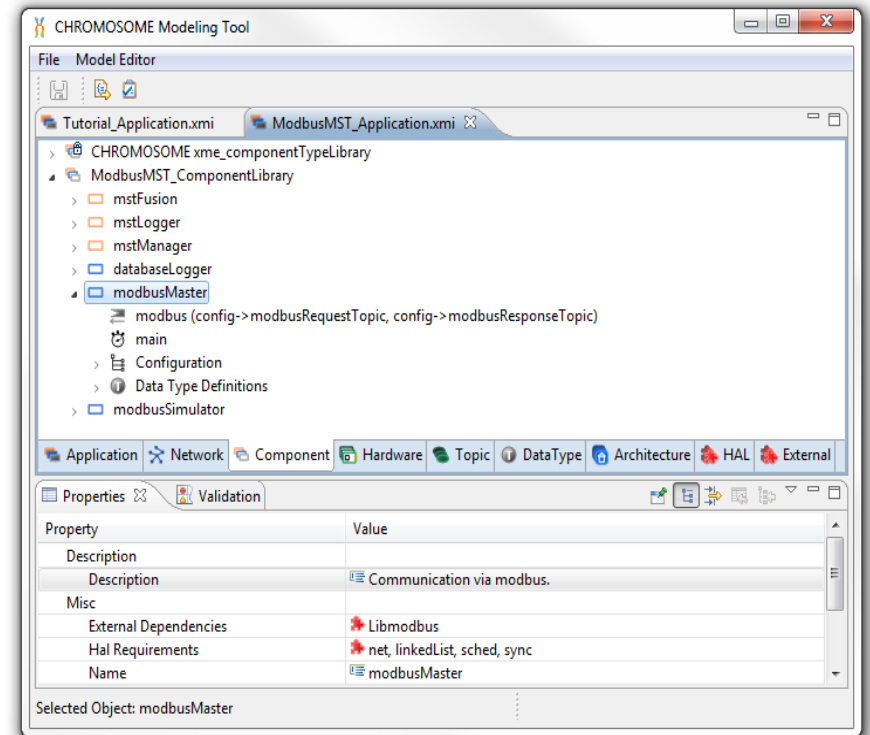 CHROMOSOME Modeling Tool
File Model Editor
Tutorial_Application.xmi ModbusMST_Application.xmi
CHROMOSOME xme_componentTypeLibrary
ModbusMST_ComponentLibrary
mstFusion
mstLogger
mstManager
databaseLogger
modbusMaster
modbus (config->modbusRequestTopic, config->modbusResponseTopic)
main
Configuration
Data Type Definitions
modbusSimulator
Application Network Component Hardware Topic DataType Architecture HAL External
Properties Validation
Property Value
Description
Description Communication via modbus.
Misc
External Dependencies Libmodbus
Hal Requirements net, linkedList, sched, sync
Name modbusMaster
Selected Object: modbusMaster